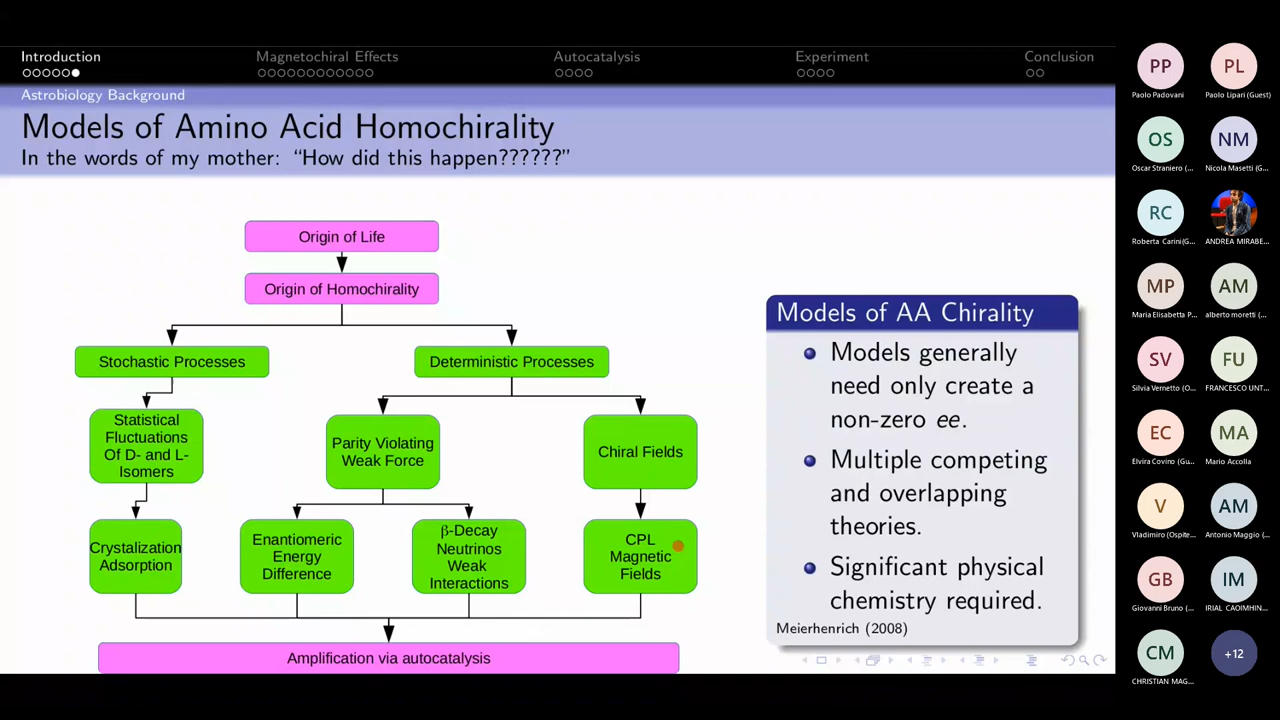 Introduction
Magnetochiral Effects
Autocatalysis
Experiment
Conclusion
Astrobiology Background
Models of Amino Acid Homochirality
In the words of my mother: “How did this happen??????”
Origin of Life
Origin of Homochirality
Stochastic Processes
Deterministic Processes
Statistical
Fluctuations
Of D- and L-
Isomers
Parity Violating
Weak Force
Chiral Fields
Crystalization
Adsorption
Enantiomeric
Energy
Difference
β-Decay
Neutrinos
Weak
Interactions
CPL
Magnetic
Fields
Amplification via autocatalysis
Models of AA Chirality
Models generally
need only create a
non-zero ee.
Multiple competing
and overlapping
theories.
Significant physical
chemistry required.
Meierhenrich (2008)
PP
Paolo Padovani
PL
Paolo Lipari (Guest)
OS
Oscar Straniero (...
NM
Nicola Masetti (G...
RC
Roberta Carini(G...
ANDREA MIRABE...
MP
Maria Elisabetta P...
AM
alberto moretti (...
SV
Silvia Vernetto (O...
FU
FRANCESCO UNT...
EC
Elvira Covino (Gu...
MA
Mario Accolla
V
Vladimiro (Ospite...
AM
Antonio Maggio (...
GB
Giovanni Bruno (...
IM
IRIAL CAOIMHIN...
CM
CHRISTIAN MAG...
+12